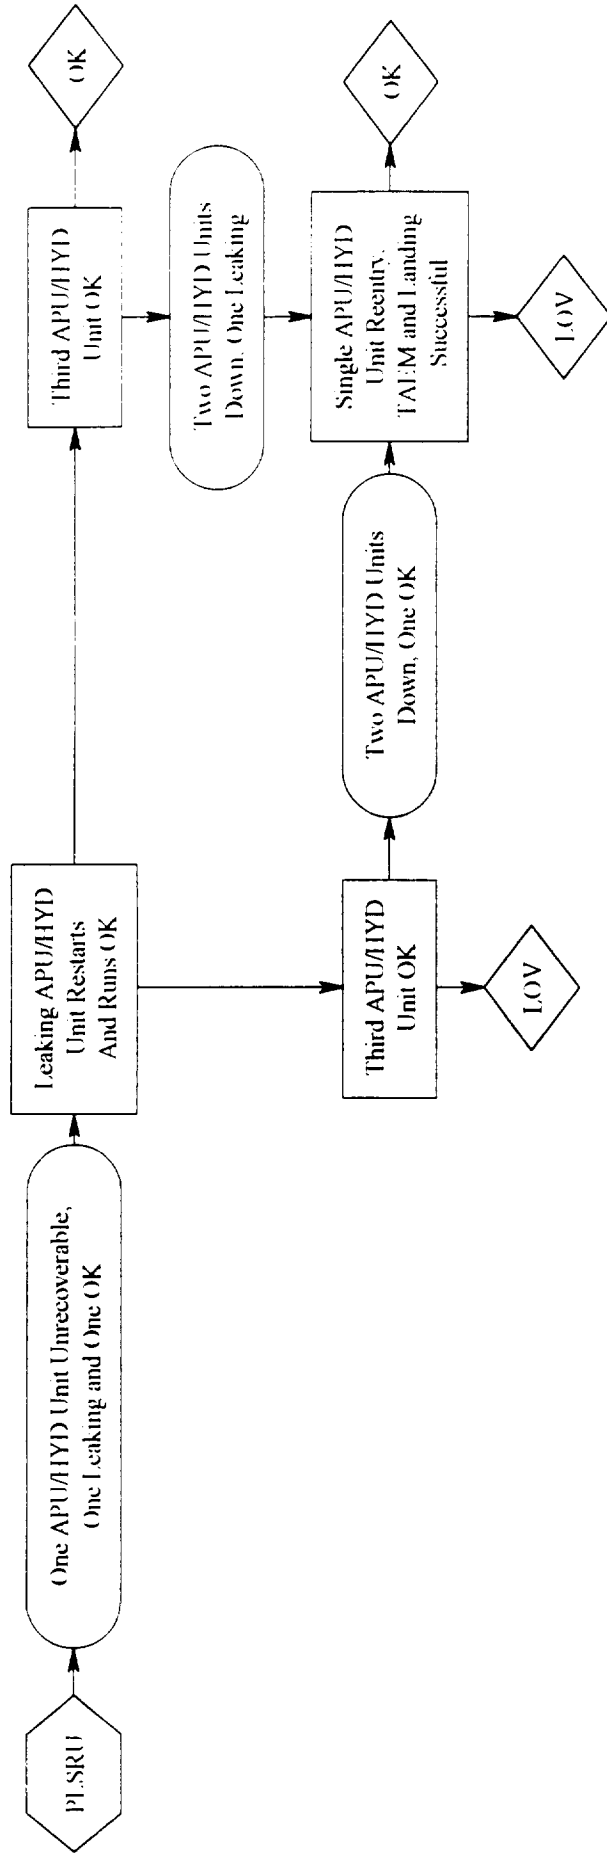 PLSRU
One APU/HYD Unit Unrecoverable,
One Leaking and One OK
Leaking APU/HYD
Unit Restarts
And Runs OK
Third APU/HYD
Unit OK
OK
Two APU/HYD Units
Down, One Leaking
Third APU/HYD
Unit OK
Two APU/HYD Units
Down, One OK
Single APU/HYD
Unit Reentry,
TAEM and Landing
Successful
OK
LOV
LOV